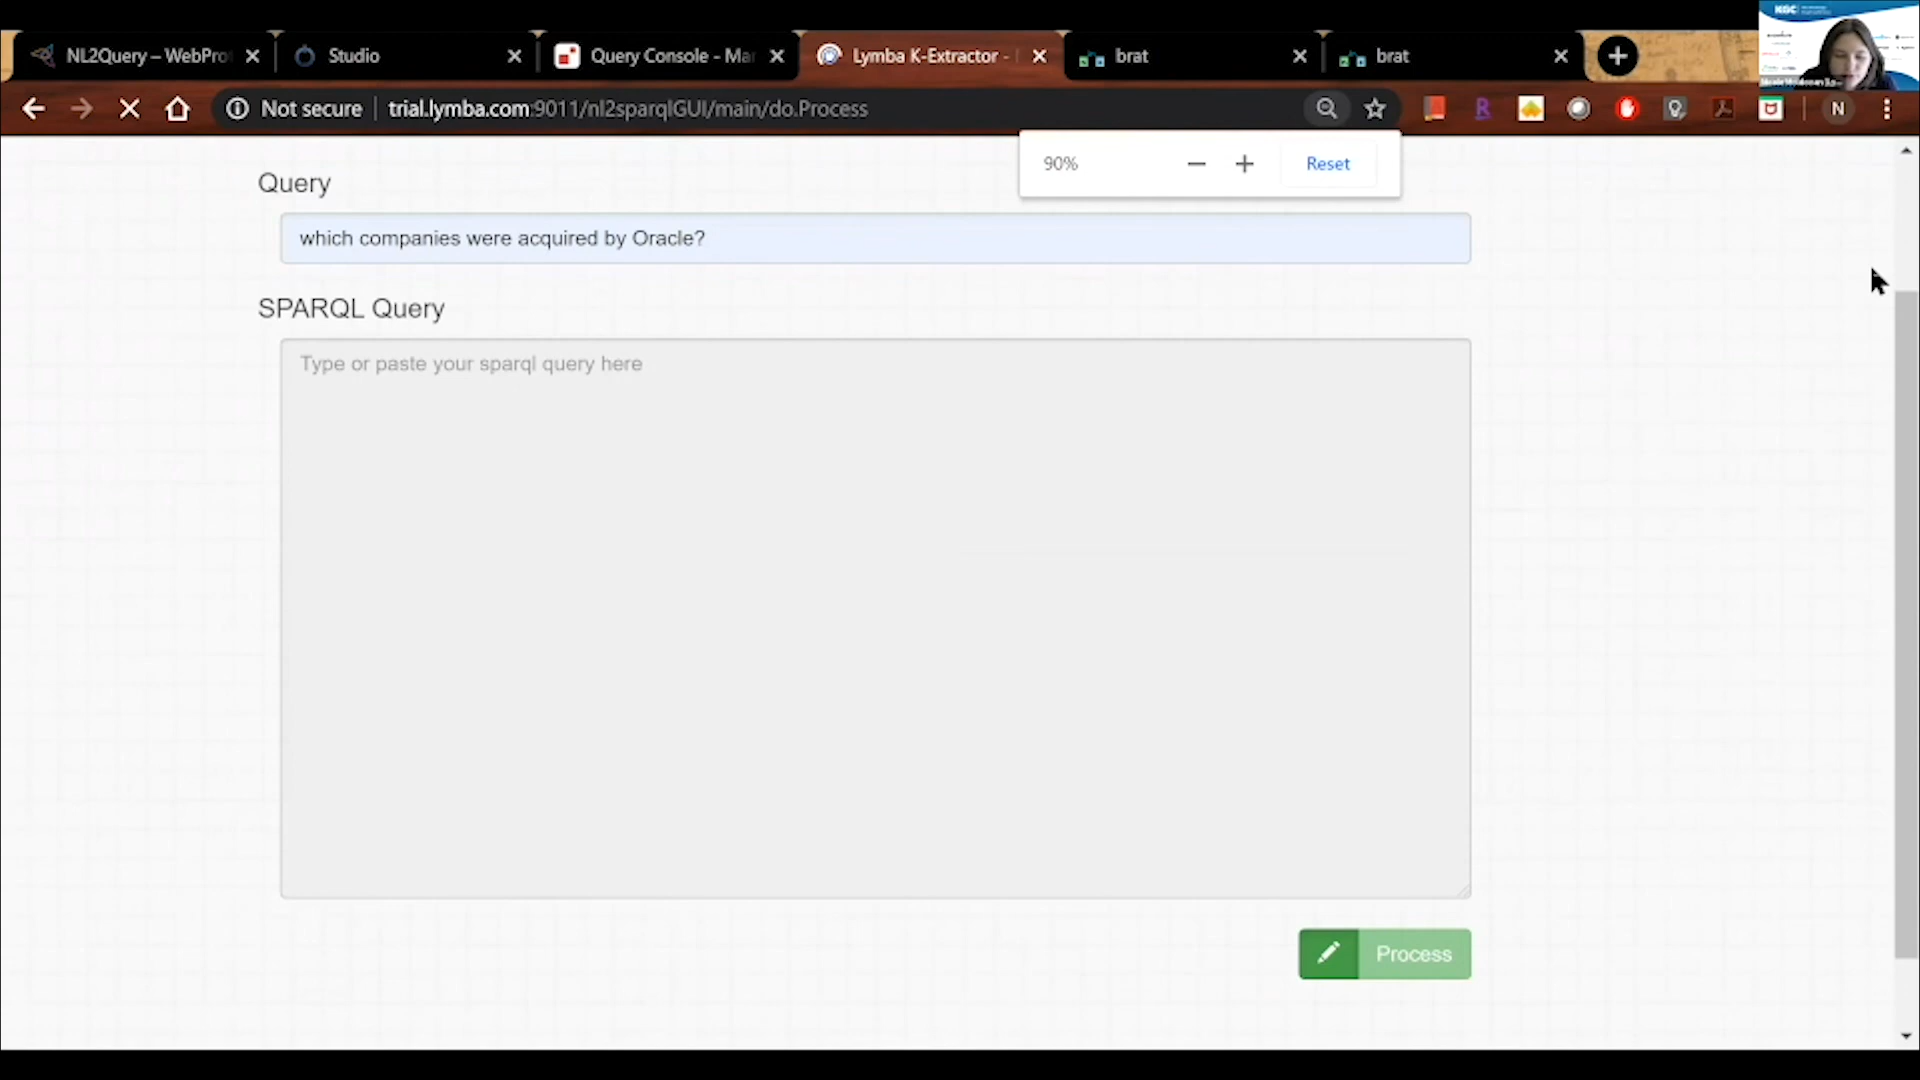 NL2Query – WebPro
Studio
Query Console - Mar
Lymba K-Extractor -
brat
brat
KGC
Not secure
trial.lymba.com:9011/nl2sparqlGUI/main/do.Process
N
90%
Reset
Query
which companies were acquired by Oracle?
SPARQL Query
Type or paste your sparql query here
Process